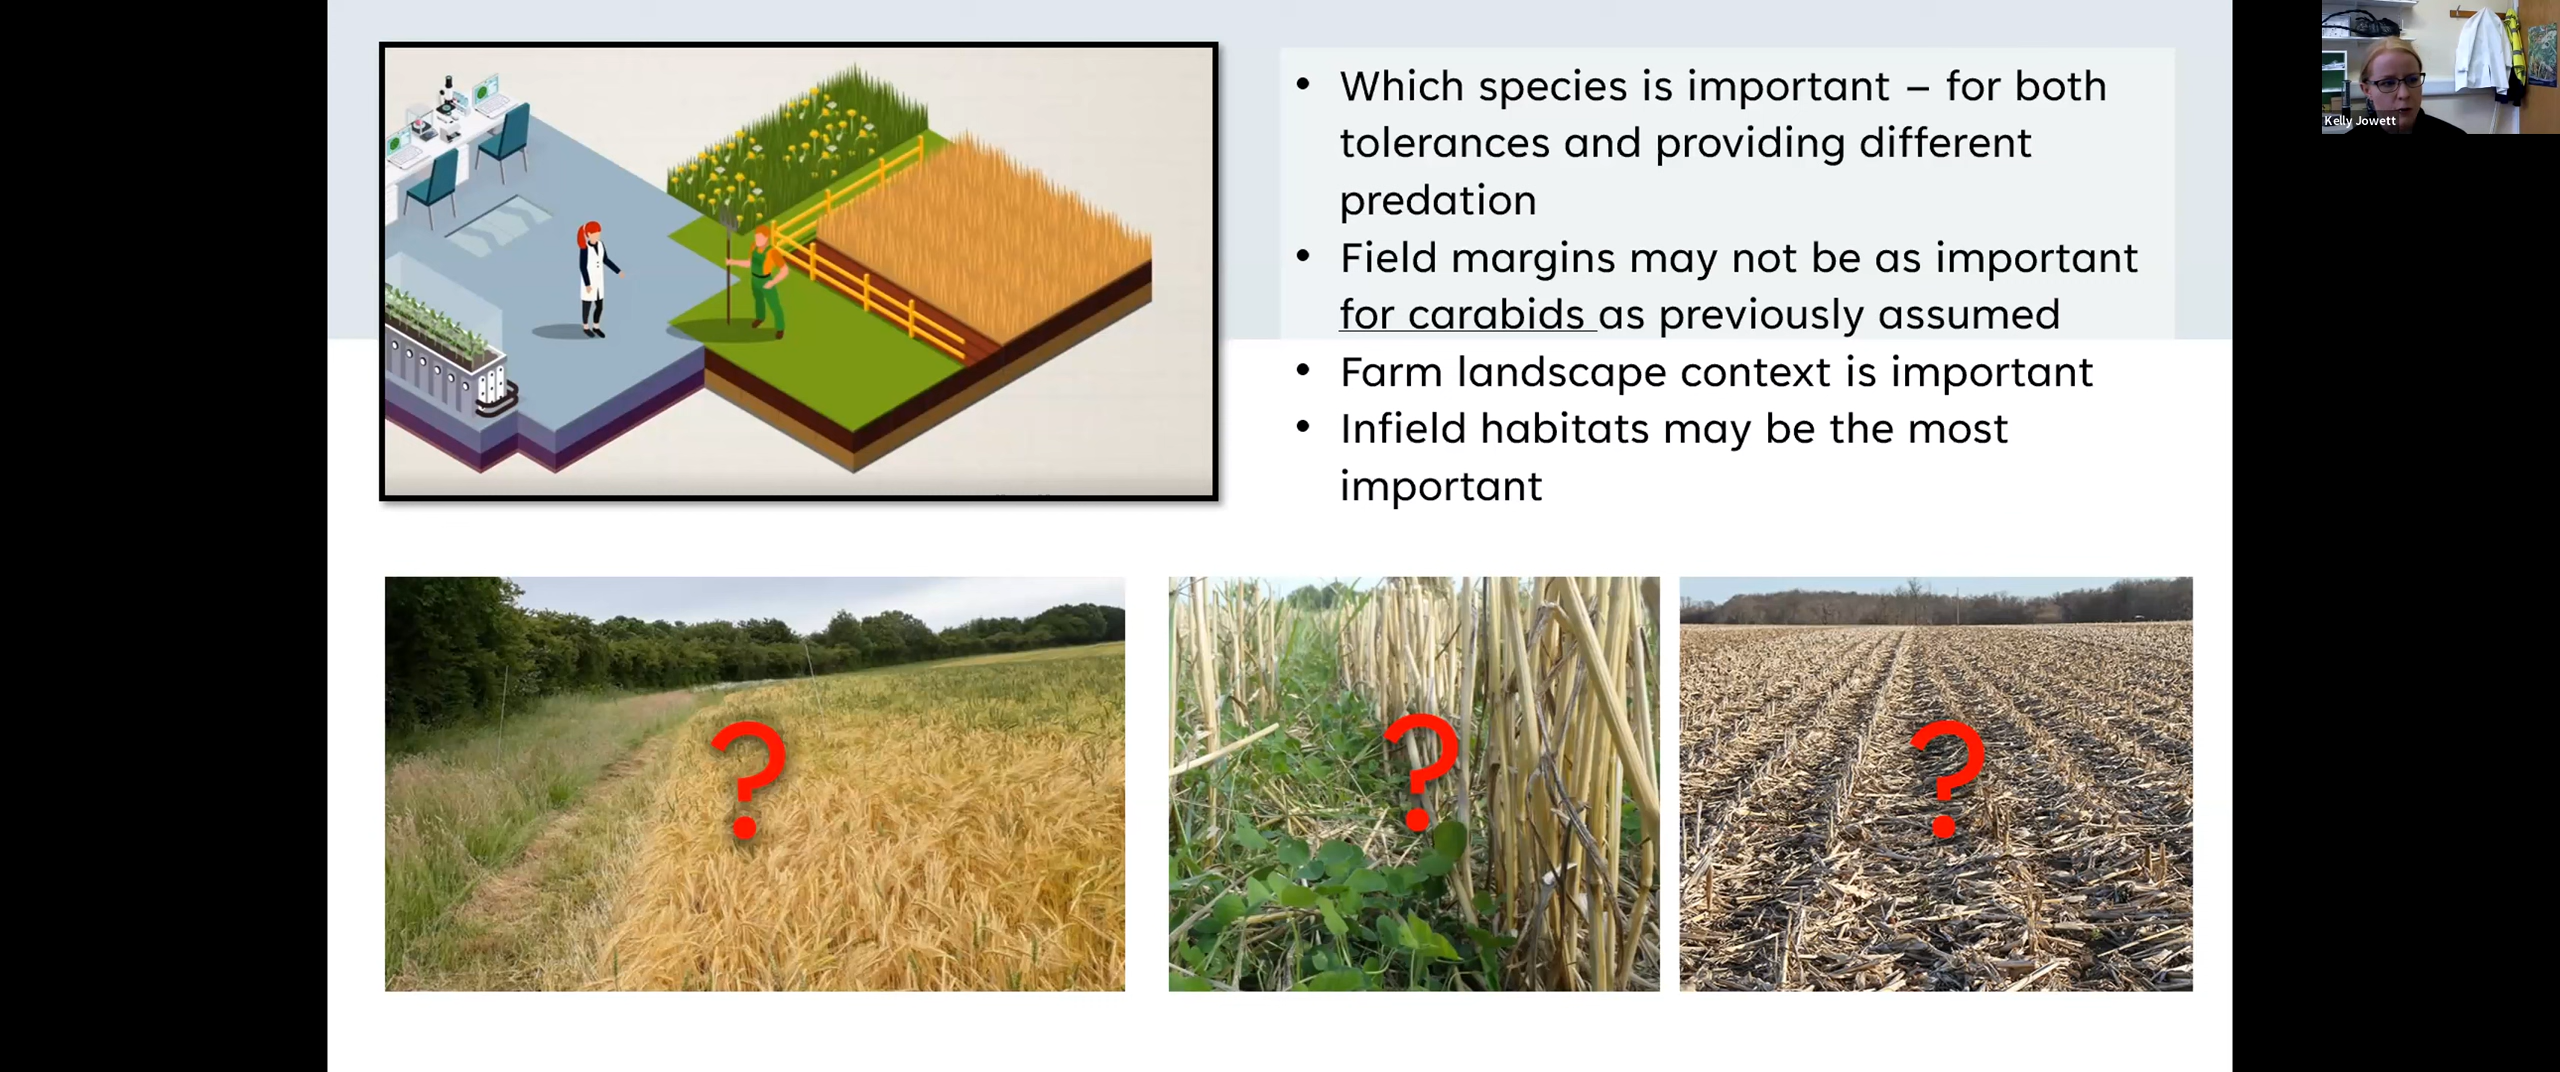 • Which species is important – for both
tolerances and providing different
predation
• Field margins may not be as important
for carabids as previously assumed
• Farm landscape context is important
• Infield habitats may be the most
important
Kelly Jowett
?
?
?